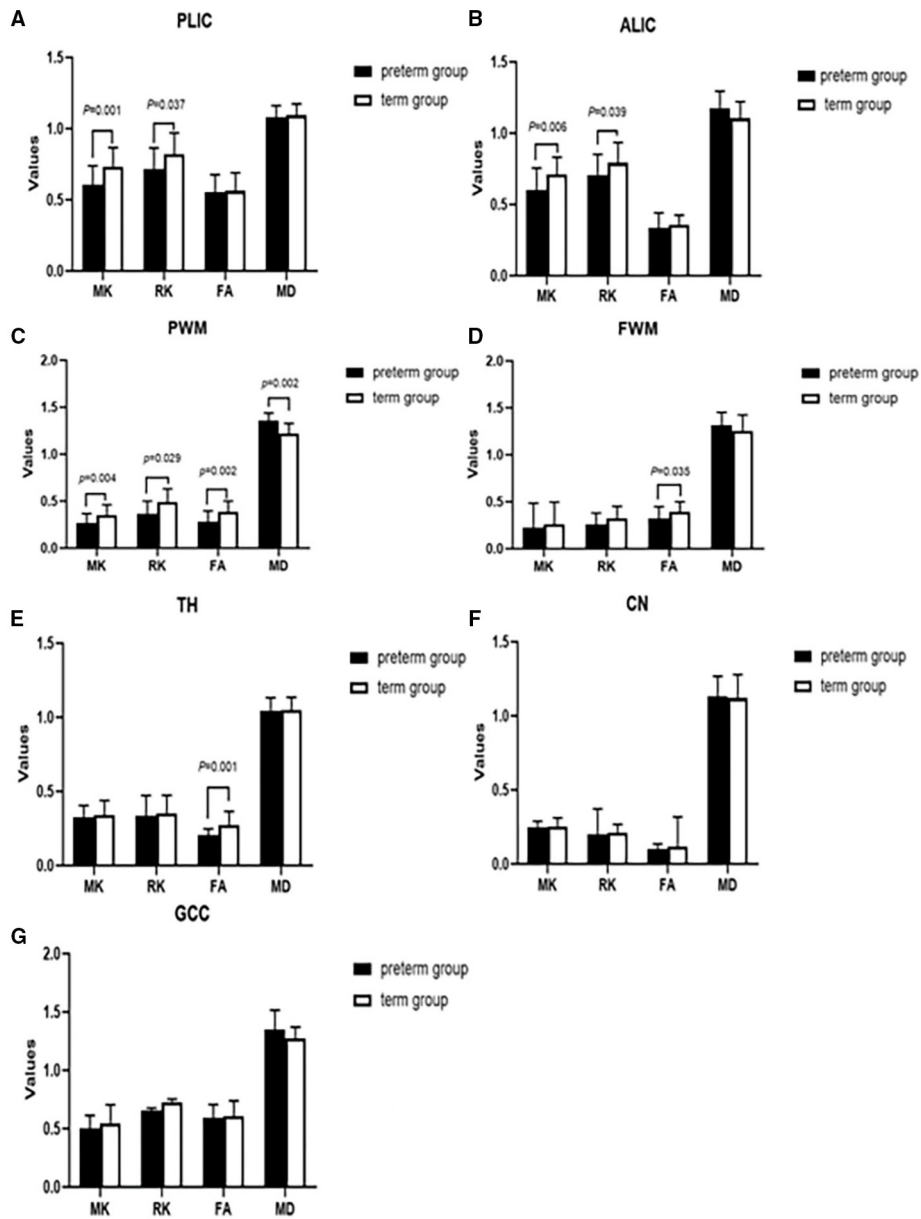 A
PLIC
1.5
1.0
0.5
0.0
Values
P=0.001
P=0.037
MK
RK
FA
MD
preterm group
term group
B
ALIC
1.5
1.0
0.5
0.0
Values
P=0.006
P=0.039
MK
RK
FA
MD
preterm group
term group
C
PWM
2.0
1.5
1.0
0.5
0.0
Values
p=0.004
p=0.029
p=0.002
p=0.002
MK
RK
FA
MD
preterm group
term group
D
FWM
2.0
1.5
1.0
0.5
0.0
Values
P=0.035
MK
RK
FA
MD
preterm group
term group
E
TH
1.5
1.0
0.5
0.0
Values
P=0.001
MK
RK
FA
MD
preterm group
term group
F
CN
1.5
1.0
0.5
0.0
Values
MK
RK
FA
MD
preterm group
term group
G
GCC
2.0
1.5
1.0
0.5
0.0
Values
MK
RK
FA
MD
preterm group
term group